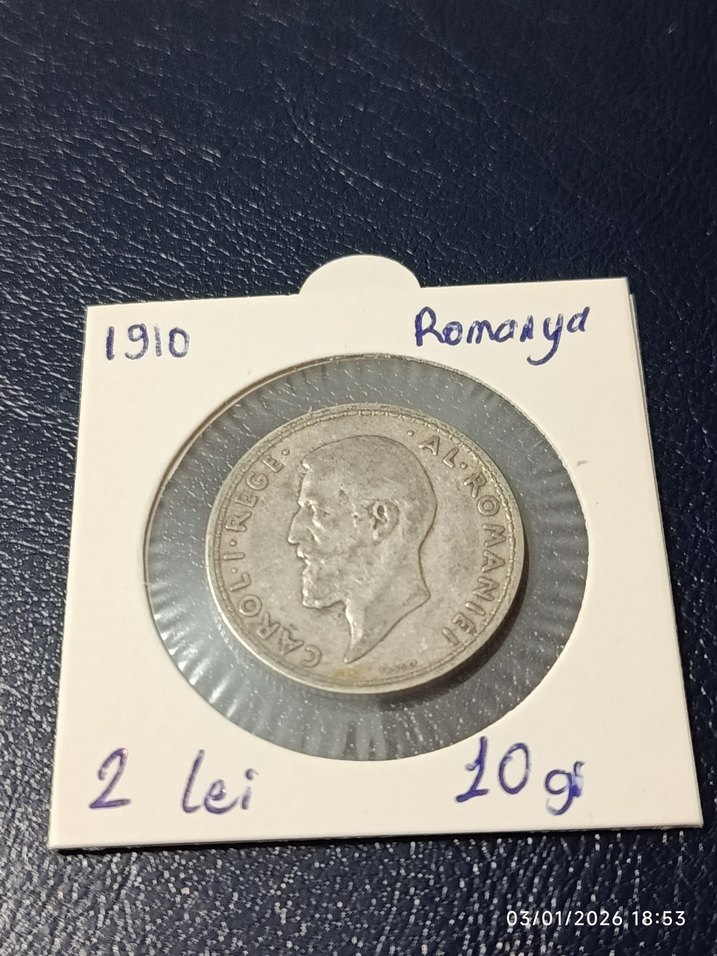 1910 Romanya
CAROL · I · REGE · · AL · ROMANIEI
2 lei 10 gr
03/01/2026 18:53